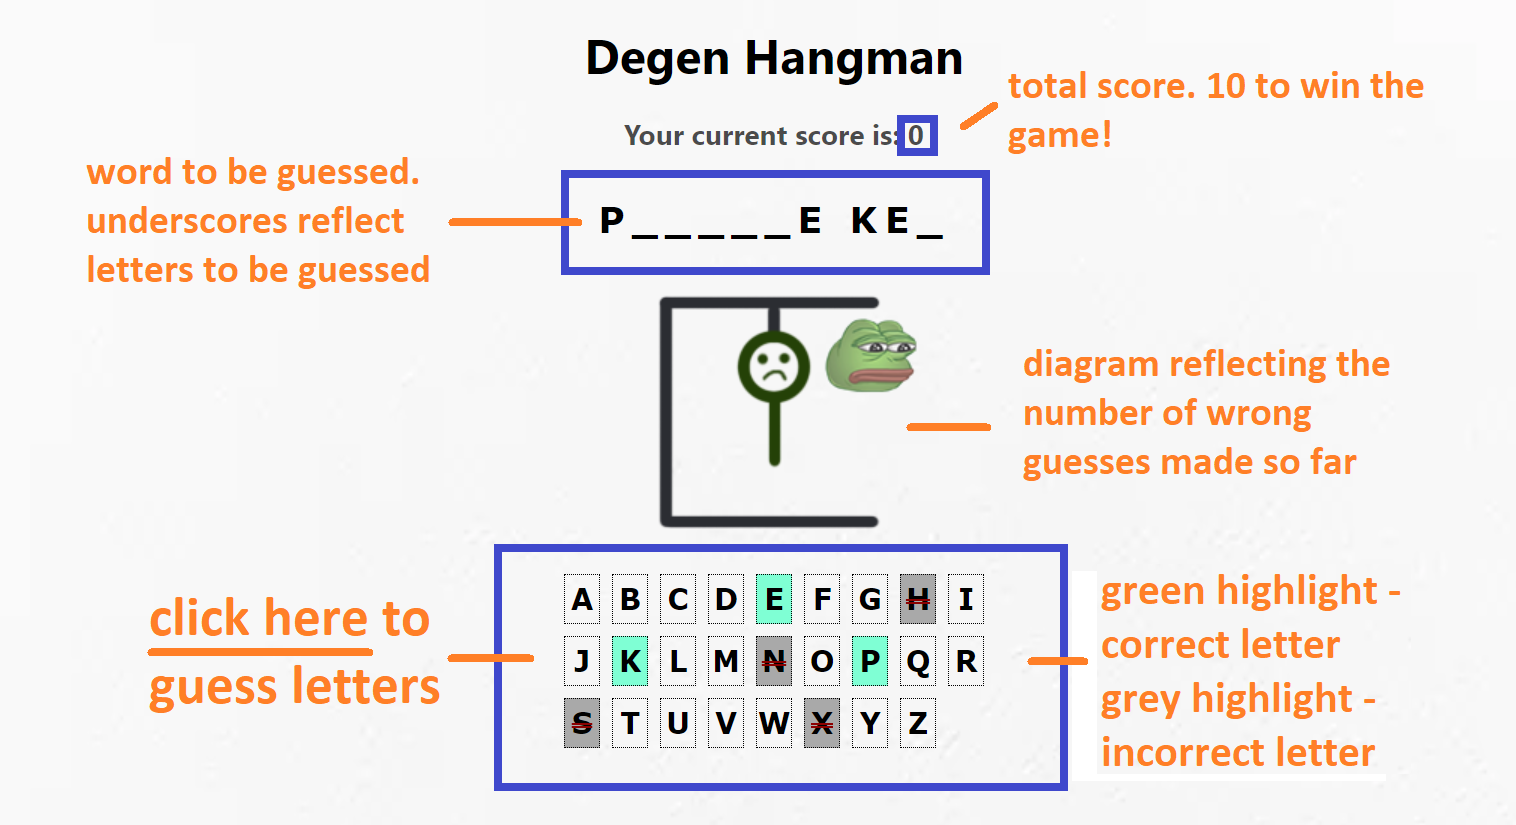 Degen Hangman
total score. 10 to win the
game!
Your current score is: 0
word to be guessed.
underscores reflect
letters to be guessed
P_____E KE_
diagram reflecting the
number of wrong
guesses made so far
click here to
guess letters
A B C D E F G H I
J K L M N O P Q R
S T U V W X Y Z
green highlight -
correct letter
grey highlight -
incorrect letter